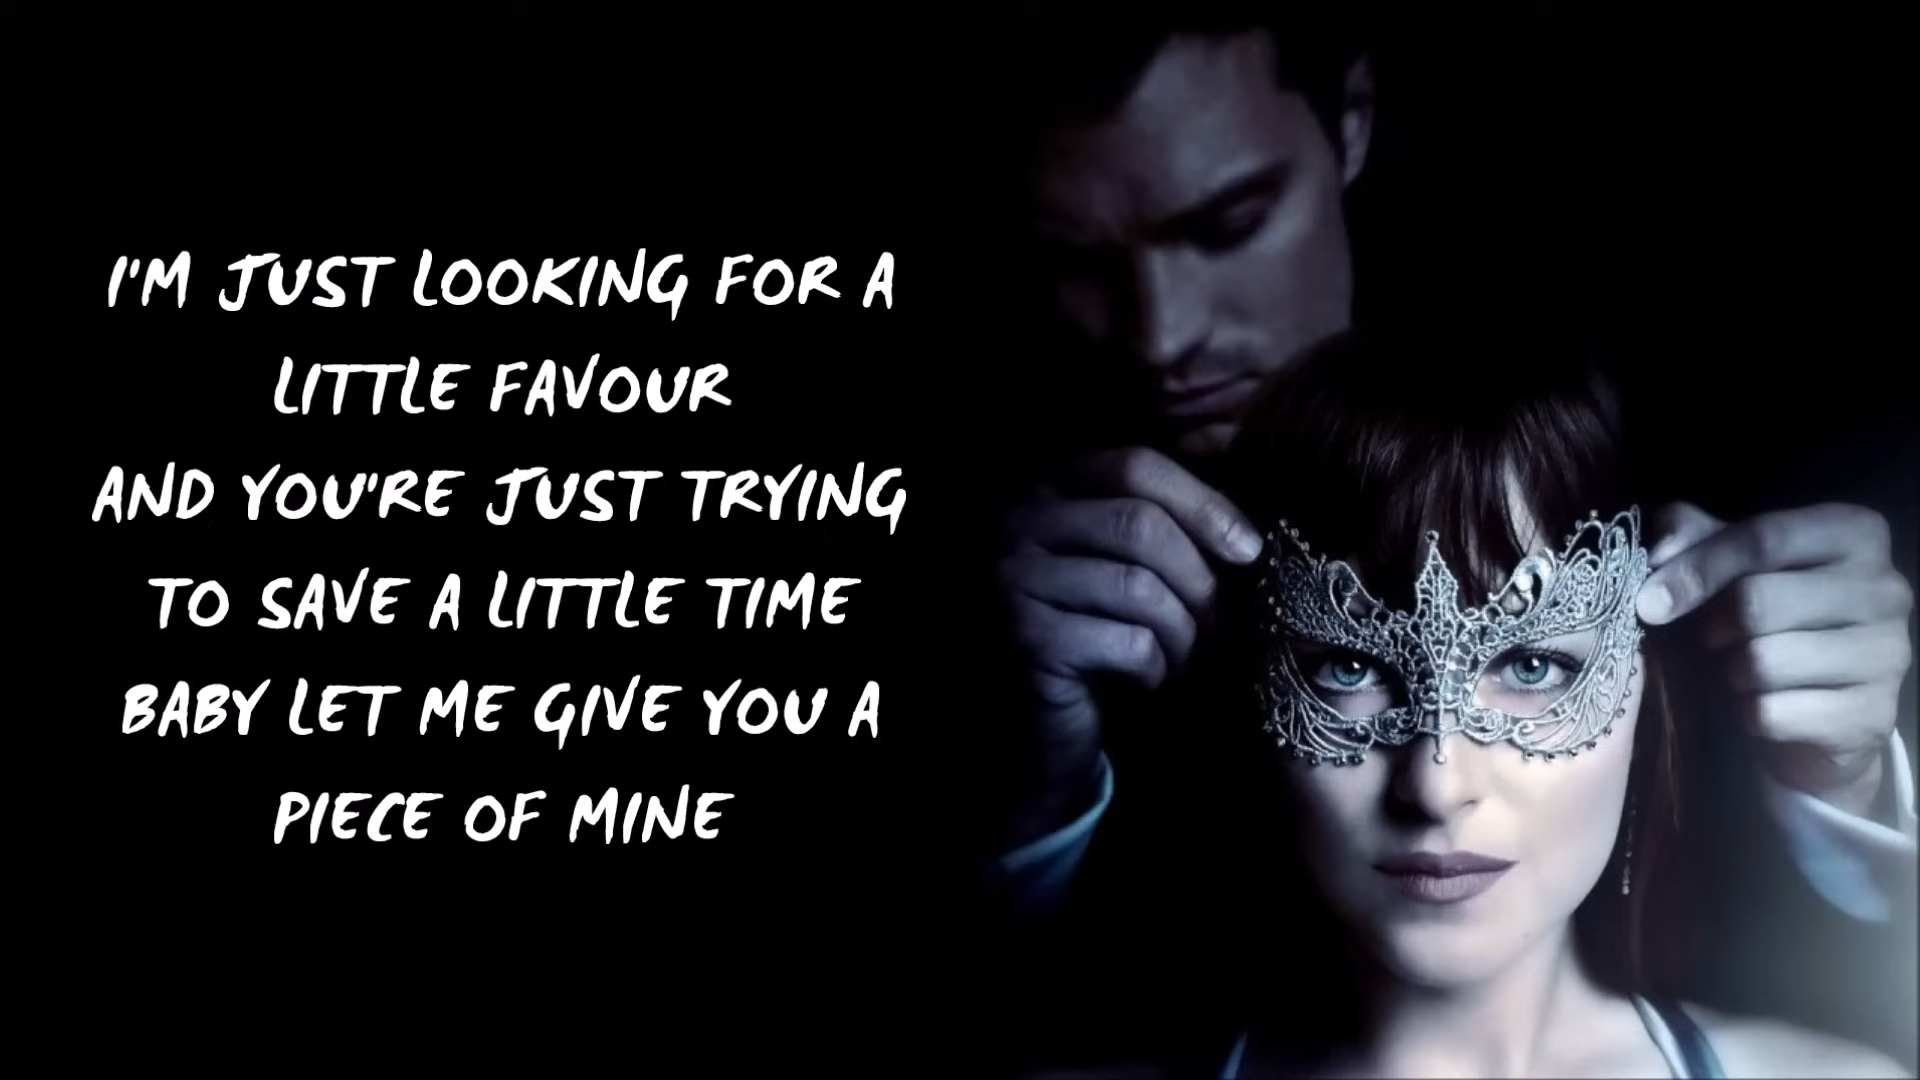 I'M JUST LOOKING FOR A
LITTLE FAVOUR
AND YOU'RE JUST TRYING
TO SAVE A LITTLE TIME
BABY LET ME GIVE YOU A
PIECE OF MINE